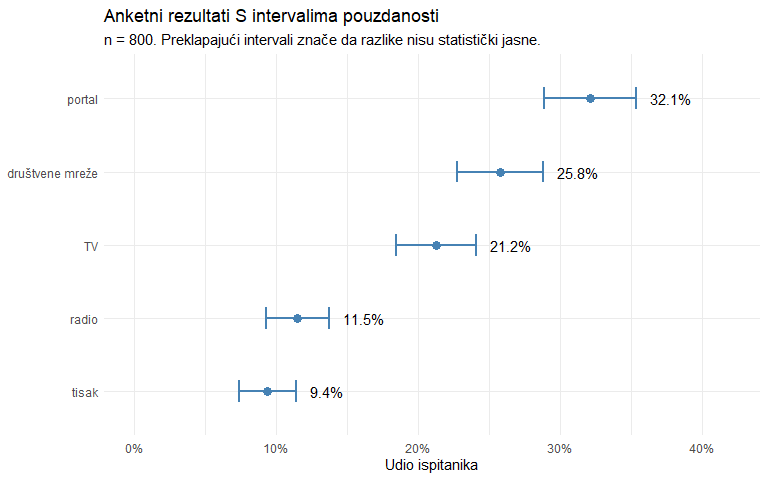 Anketni rezultati S intervalima pouzdanosti
n = 800. Preklapajući intervali znače da razlike nisu statistički jasne.
portal
32.1%
društvene mreže
25.8%
TV
21.2%
radio
11.5%
tisak
9.4%
0%
10%
20%
30%
40%
Udio ispitanika